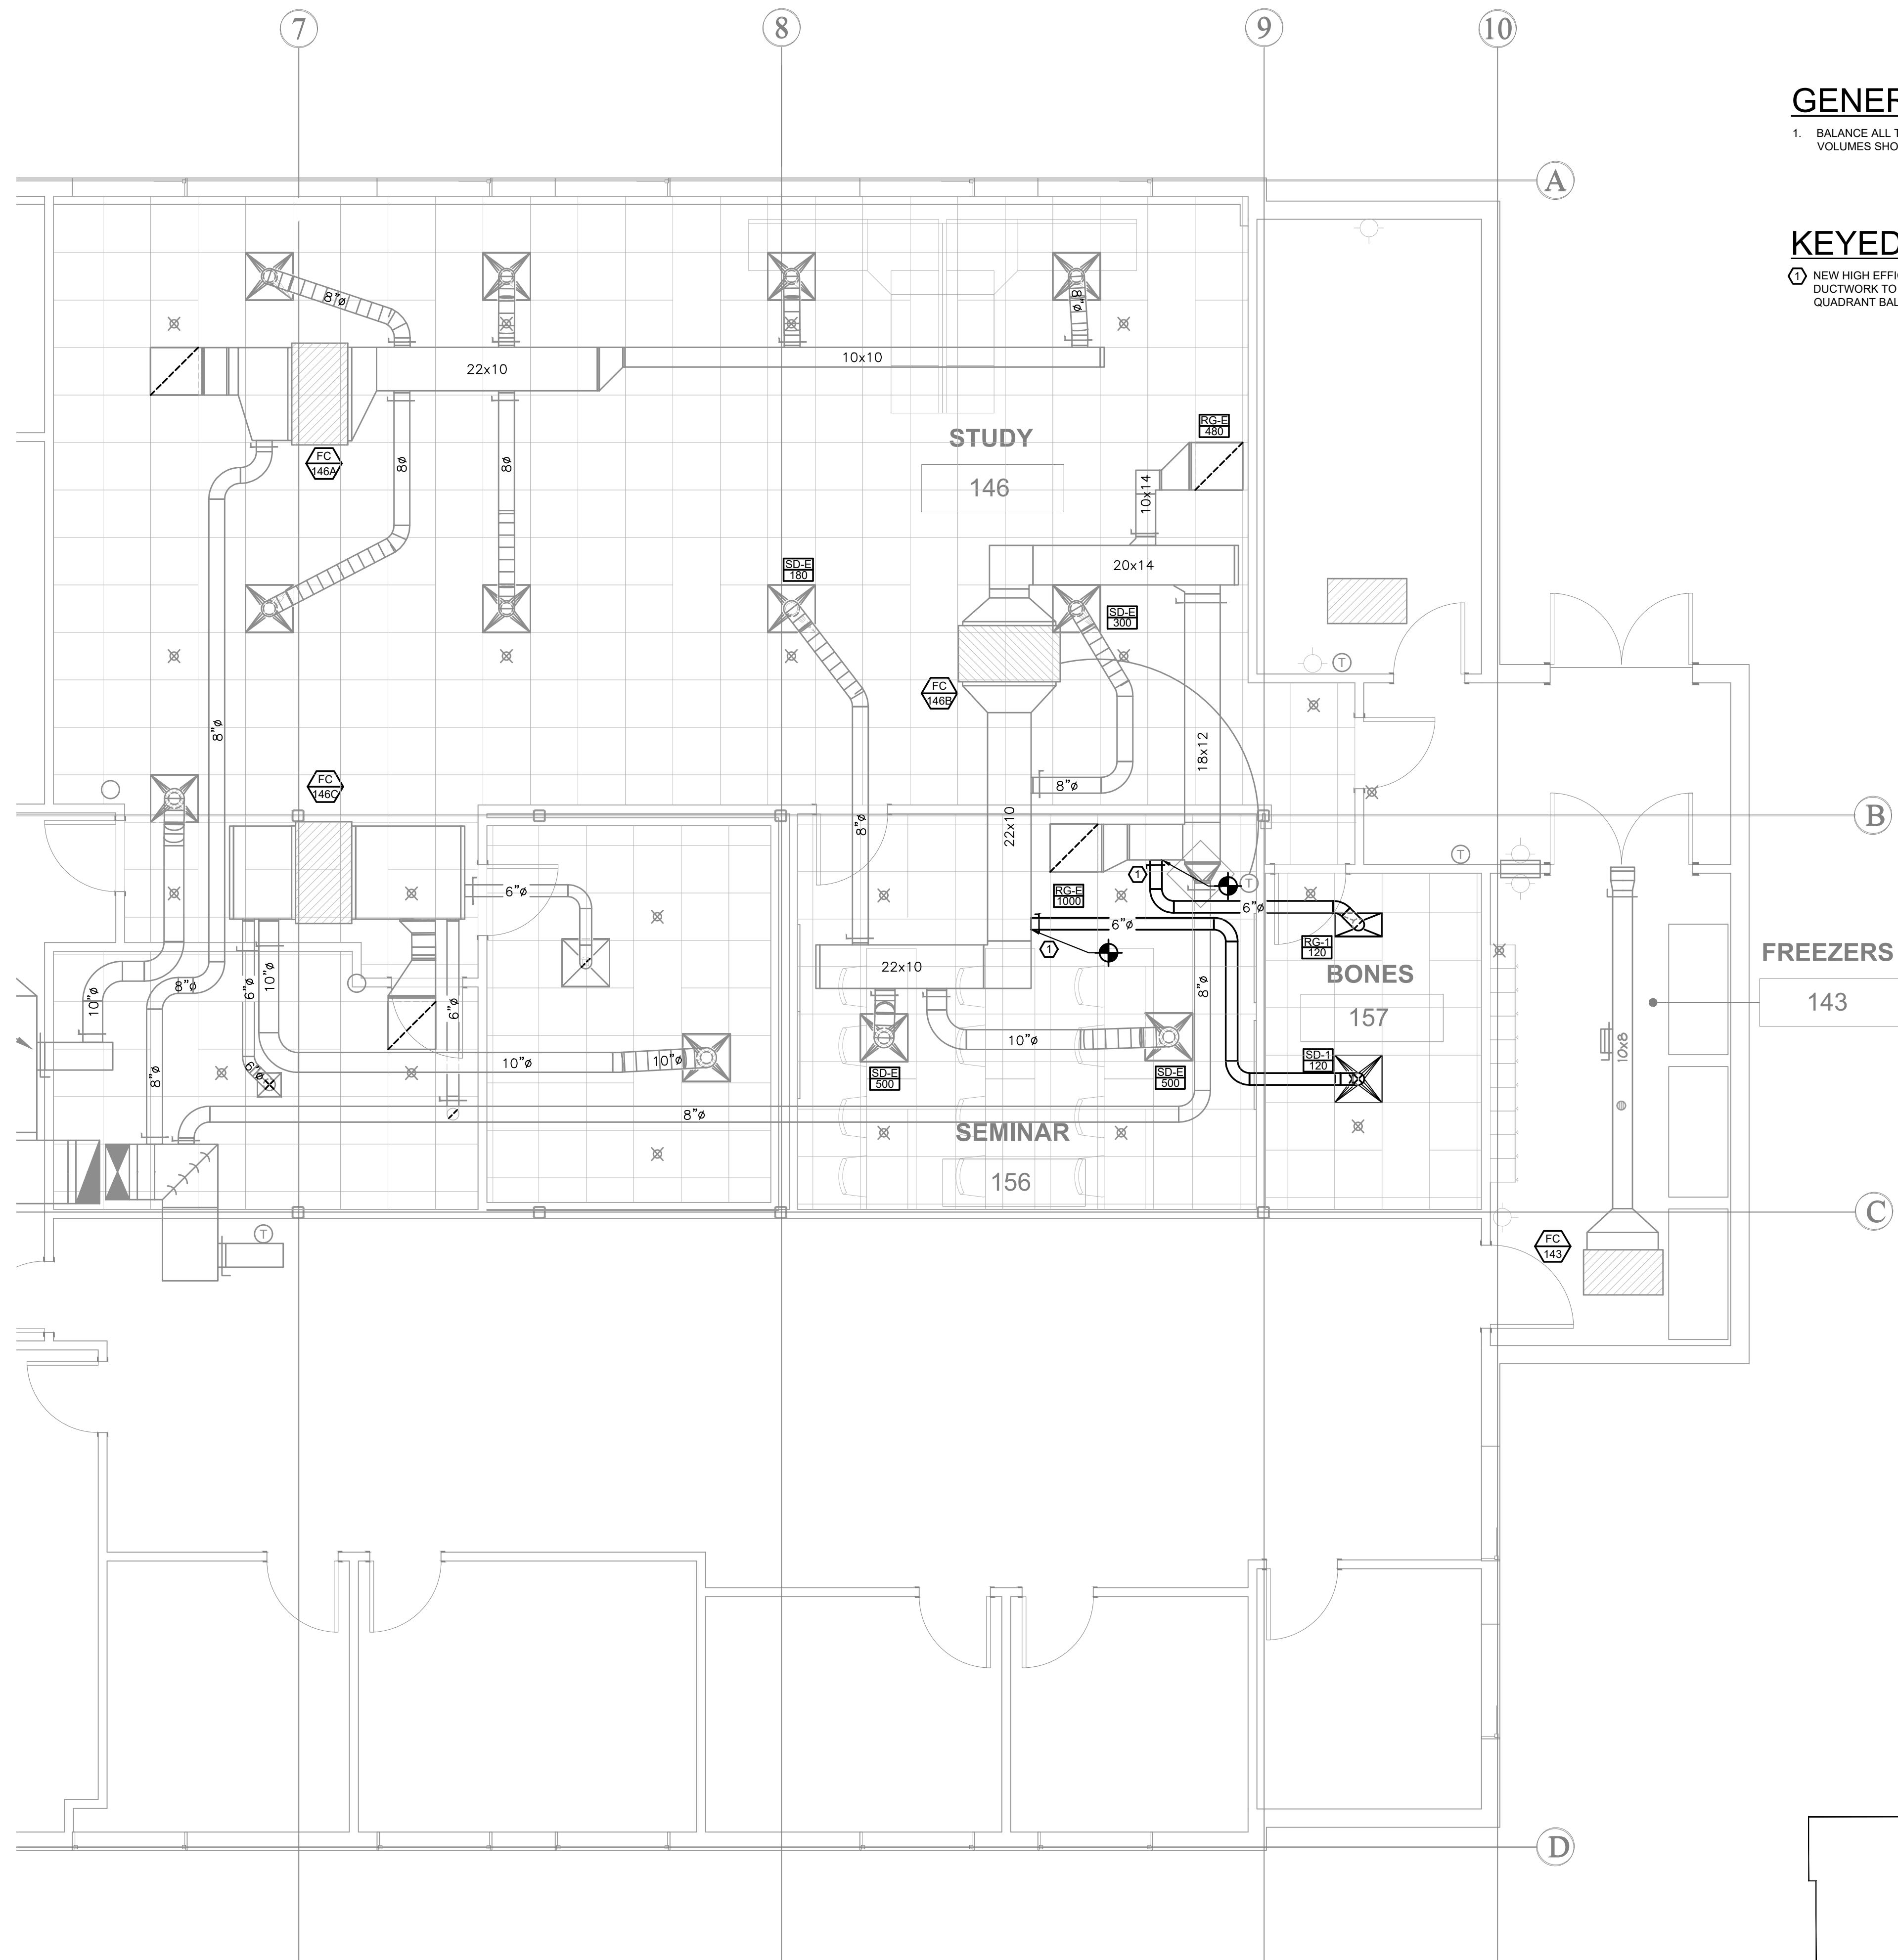 7
8
9
10
GENER
1. BALANCE ALL T
VOLUMES SHO
A
KEYED
1 NEW HIGH EFFI
DUCTWORK TO
QUADRANT BAL
8"ø
8"ø
10x10
22x10
RG-E
480
STUDY
146
FC
146A
8ø
8ø
10x14
SD-E
180
20x14
SD-E
300
T
FC
146B
8"ø
18x12
FC
146C
8"ø
B
8"ø
22x10
T
1
T
6"ø
RG-E
1000
6"ø
6"ø
1
RG-1
120
FREEZERS
143
22x10
BONES
157
10"ø
8"ø
6"ø
10"ø
6"ø
8"ø
10"ø
10"ø
10"ø
SD-1
120
10x8
8"ø
6"ø
SD-E
500
SD-E
500
8"ø
SEMINAR
156
C
T
FC
143
D